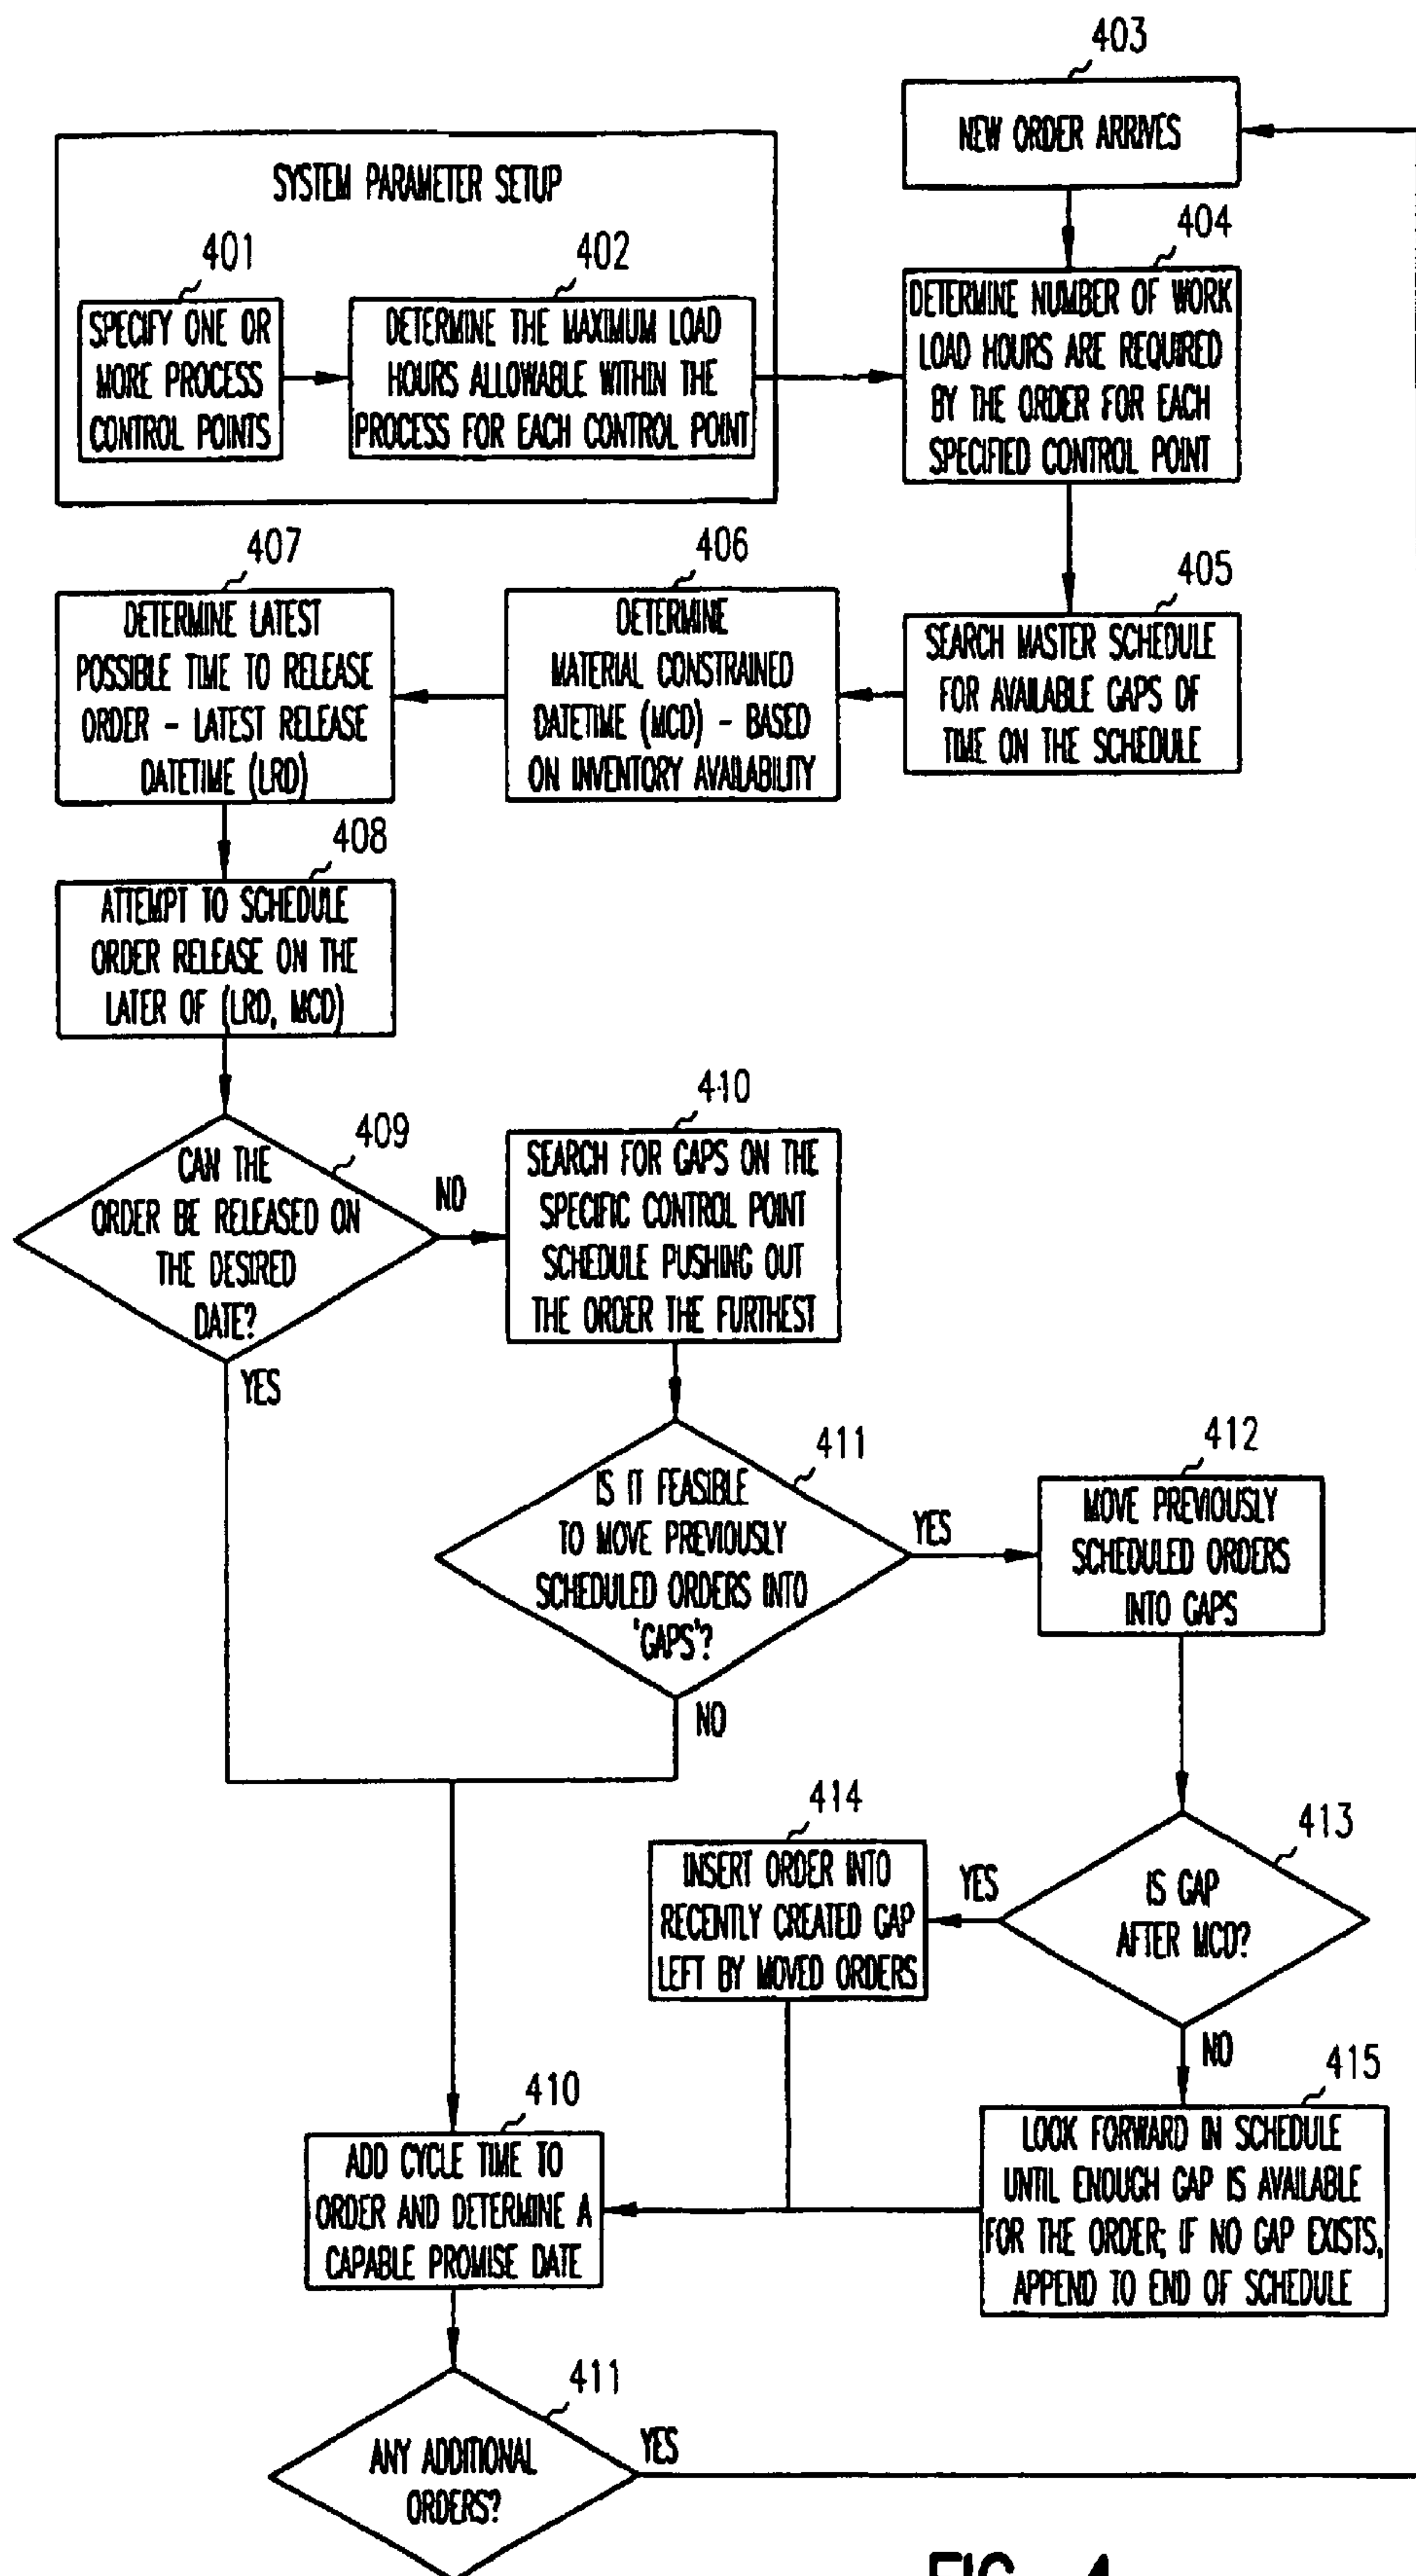 403
NEW ORDER ARRIVES
SYSTEM PARAMETER SETUP
401
SPECIFY ONE OR
MORE PROCESS
CONTROL POINTS
402
DETERMINE THE MAXIMUM LOAD
HOURS ALLOWABLE WITHIN THE
PROCESS FOR EACH CONTROL POINT
404
DETERMINE NUMBER OF WORK
LOAD HOURS ARE REQUIRED
BY THE ORDER FOR EACH
SPECIFIED CONTROL POINT
405
SEARCH MASTER SCHEDULE
FOR AVAILABLE GAPS OF
TIME ON THE SCHEDULE
406
DETERMINE
MATERIAL CONSTRAINED
DATETIME (MCD) - BASED
ON INVENTORY AVAILABILITY
407
DETERMINE LATEST
POSSIBLE TIME TO RELEASE
ORDER - LATEST RELEASE
DATETIME (LRD)
408
ATTEMPT TO SCHEDULE
ORDER RELEASE ON THE
LATER OF (LRD, MCD)
409
CAN THE
ORDER BE RELEASED ON
THE DESIRED
DATE?
NO
YES
410
SEARCH FOR GAPS ON THE
SPECIFIC CONTROL POINT
SCHEDULE PUSHING OUT
THE ORDER THE FURTHEST
411
IS IT FEASIBLE
TO MOVE PREVIOUSLY
SCHEDULED ORDERS INTO
'GAPS'?
YES
NO
412
MOVE PREVIOUSLY
SCHEDULED ORDERS
INTO GAPS
413
IS GAP
AFTER MCD?
YES
NO
414
INSERT ORDER INTO
RECENTLY CREATED GAP
LEFT BY MOVED ORDERS
415
LOOK FORWARD IN SCHEDULE
UNTIL ENOUGH GAP IS AVAILABLE
FOR THE ORDER; IF NO GAP EXISTS,
APPEND TO END OF SCHEDULE
410
ADD CYCLE TIME TO
ORDER AND DETERMINE A
CAPABLE PROMISE DATE
411
ANY ADDITIONAL
ORDERS?
YES